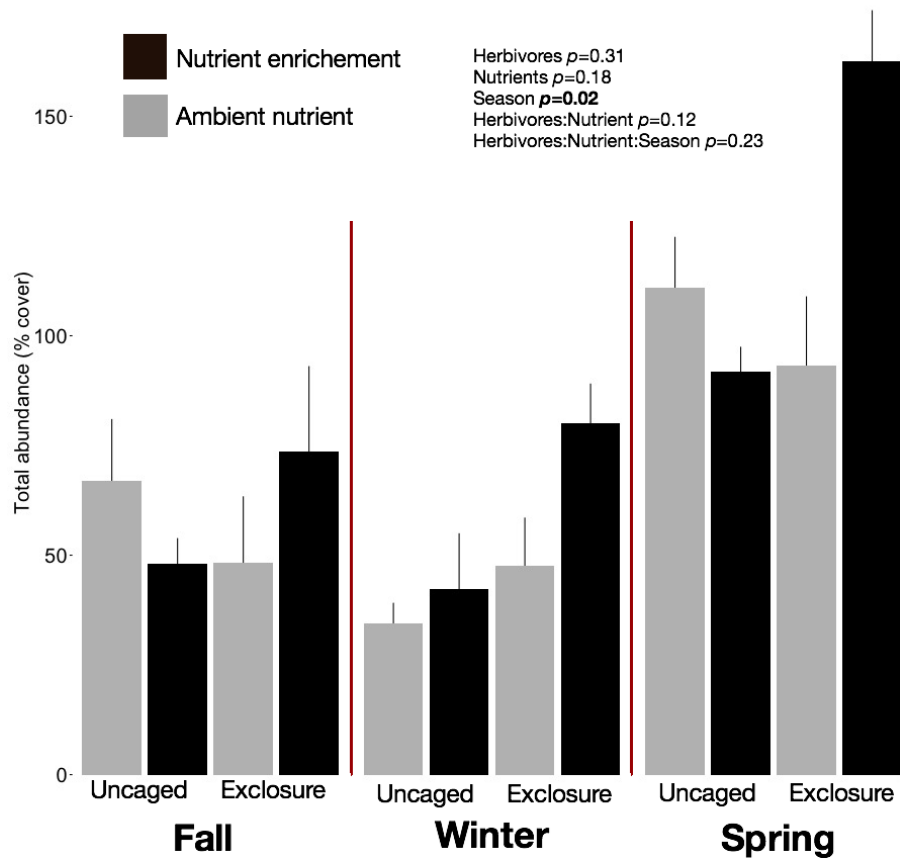 Nutrient enrichement
Ambient nutrient
Herbivores p=0.31
Nutrients p=0.18
Season p=0.02
Herbivores:Nutrient p=0.12
Herbivores:Nutrient:Season p=0.23
Total abundance (% cover)
150
100
50
0
Uncaged Exclosure Uncaged Exclosure Uncaged Exclosure
Fall Winter Spring